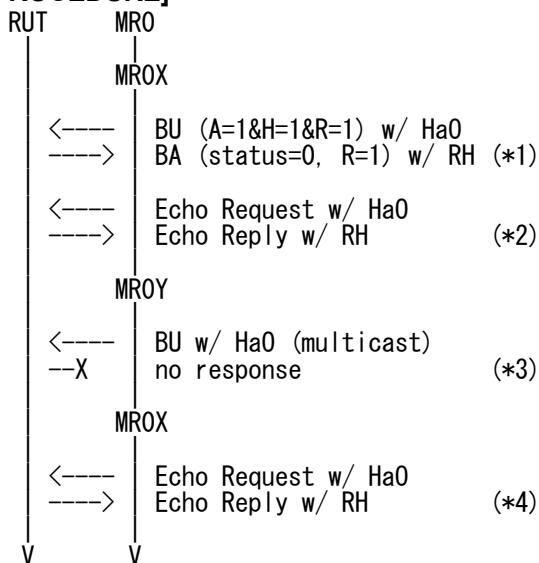 RUT MR0
MR0X
<---- BU (A=1&H=1&R=1) w/ HaO
----> BA (status=0, R=1) w/ RH (*1)
<---- Echo Request w/ HaO
----> Echo Reply w/ RH (*2)
MR0Y
<---- BU w/ HaO (multicast)
--X no response (*3)
MR0X
<---- Echo Request w/ HaO
----> Echo Reply w/ RH (*4)
V V